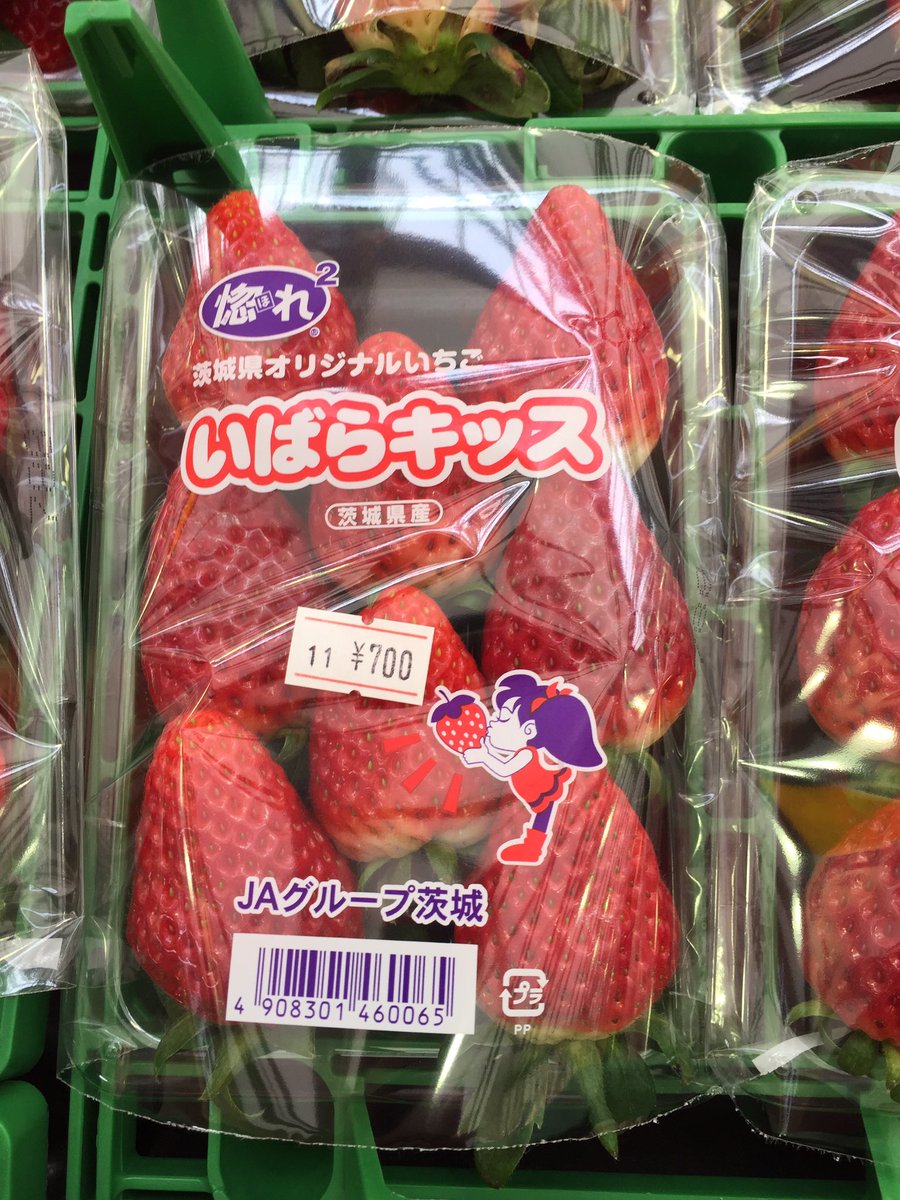 惚ほれ²
茨城県オリジナルいちご
いばらキッス
茨城県産
11 ¥700
JAグループ茨城
4 908301 460065
プラ
PP